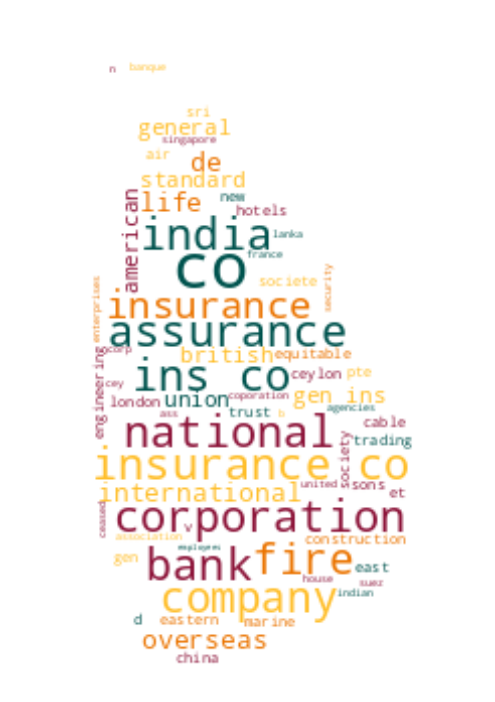 n banque
sri
general
singapore
air
de
standard
life new
hotels
american
india lanka
france
co
societe
security
insurance
enterprises
assurance
corp
british equitable
ins co ceylon pte
cey
engineering
london union coporation gen ins
ass trust b agencies
cable
national
trading
society
insurance co
united sons
international et
ceased
corporation
v
association construction
employees
gen bank fire east
house suez
company indian
d eastern marine
overseas
china